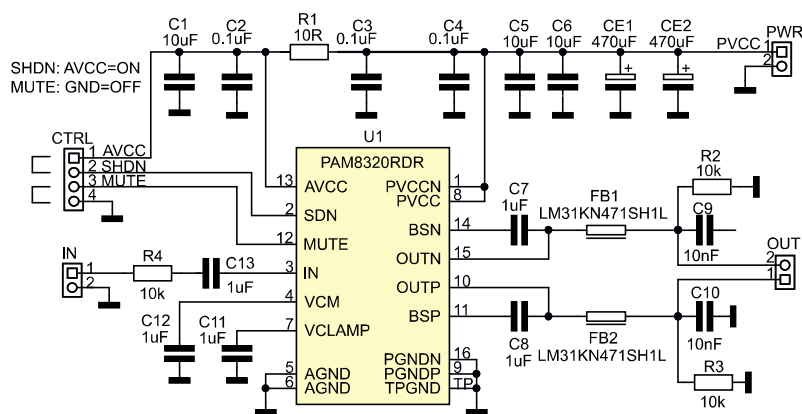 C1
10uF
C2
0.1uF
R1
10R
C3
0.1uF
C4
0.1uF
C5
10uF
C6
10uF
CE1
470uF
CE2
470uF
PWR
PVCC
1
2
+
+
SHDN: AVCC=ON
MUTE: GND=OFF
CTRL
1 AVCC
2 SHDN
3 MUTE
4
U1
PAM8320RDR
13 AVCC
2 SDN
12 MUTE
3 IN
4 VCM
7 VCLAMP
5 AGND
6 AGND
PVCCN 1
PVCC 8
BSN 14
OUTN 15
OUTP 10
BSP 11
PGNDN 16
PGNDP 9
TPGND TP
IN
1
2
R4
10k
C13
1uF
C12
1uF
C11
1uF
C7
1uF
FB1
LM31KN471SH1L
R2
10k
C9
10nF
OUT
2
1
C8
1uF
FB2
LM31KN471SH1L
C10
10nF
R3
10k